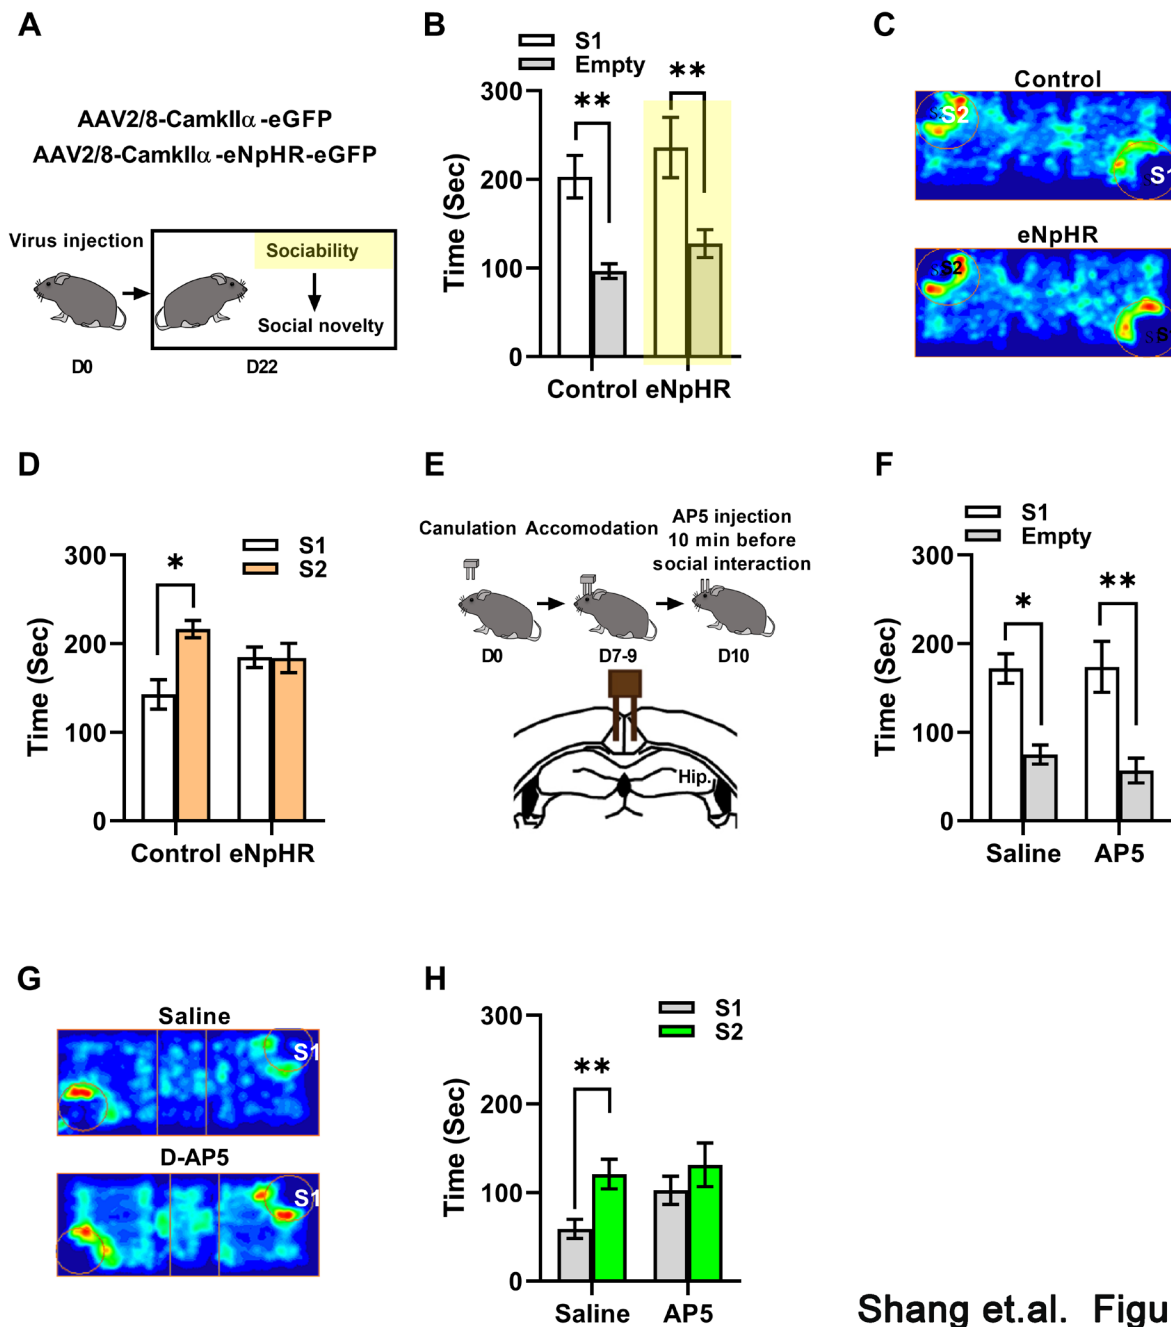 A
AAV2/8-CamkIIα-eGFP
AAV2/8-CamkIIα-eNpHR-eGFP
Virus injection
Sociability
Social novelty
D0
D22
B
S1
Empty
**
**
300
200
100
0
Time (Sec)
Control eNpHR
C
Control
S2
S1
eNpHR
S2
S
D
S1
S2
*
300
200
100
0
Time (Sec)
Control eNpHR
E
Canulation
Accomodation
AP5 injection
10 min before
social interaction
D0
D7-9
D10
Hip.
F
S1
Empty
*
**
300
200
100
0
Time (Sec)
Saline
AP5
G
Saline
S1
D-AP5
S1
H
S1
S2
**
300
200
100
0
Time (Sec)
Saline
AP5
Shang et.al. Figu